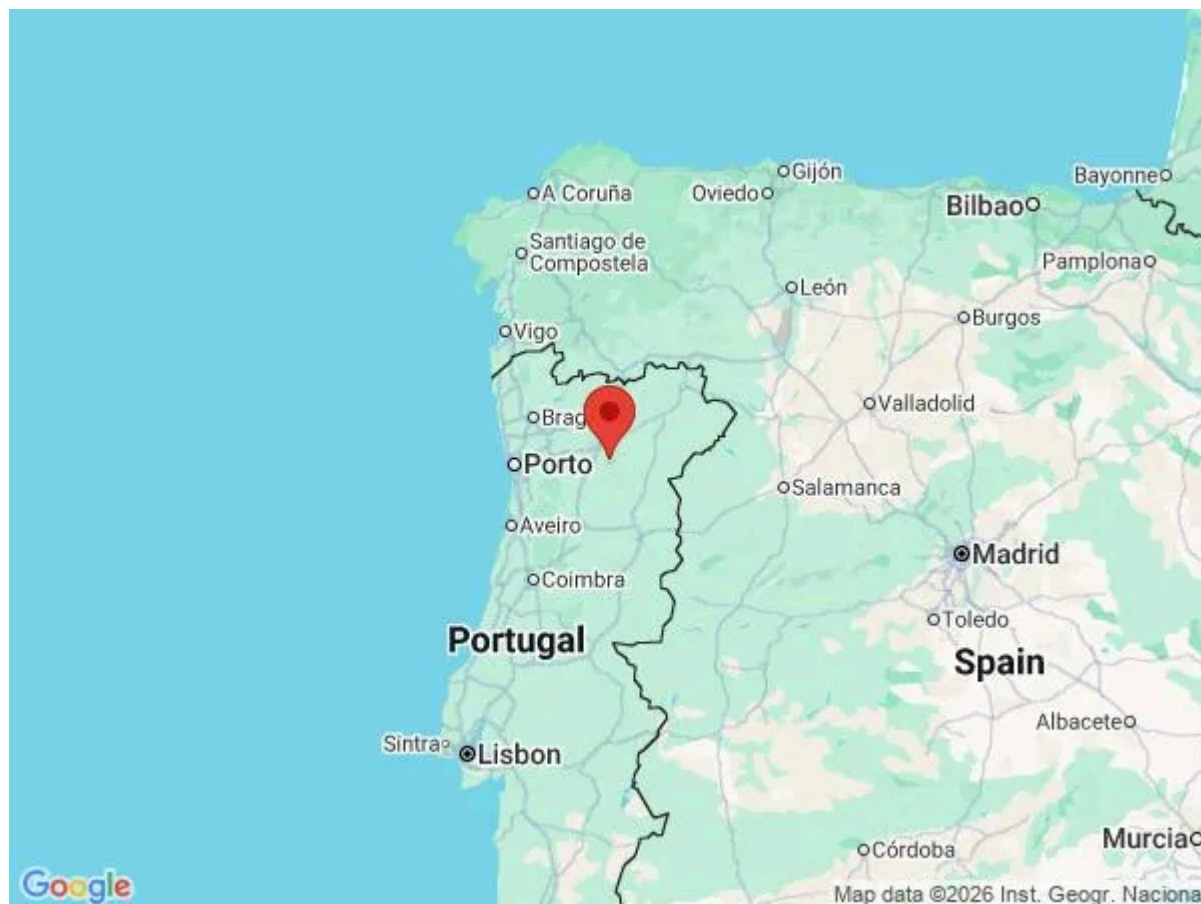 Gijón
A Coruña
Oviedo
Bayonne
Bilbao
Santiago de
Compostela
Pamplona
León
Burgos
Vigo
Valladolid
Brag
Porto
Salamanca
Aveiro
Madrid
Coimbra
Toledo
Portugal
Spain
Albacete
Sintra
Lisbon
Murcia
Córdoba
Google
Map data ©2026 Inst. Geogr. Naciona